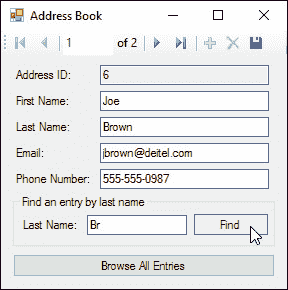 Address Book
1 of 2
Address ID: 6
First Name: Joe
Last Name: Brown
Email: jbrown@deitel.com
Phone Number: 555-555-0987
Find an entry by last name
Last Name: Br Find
Browse All Entries